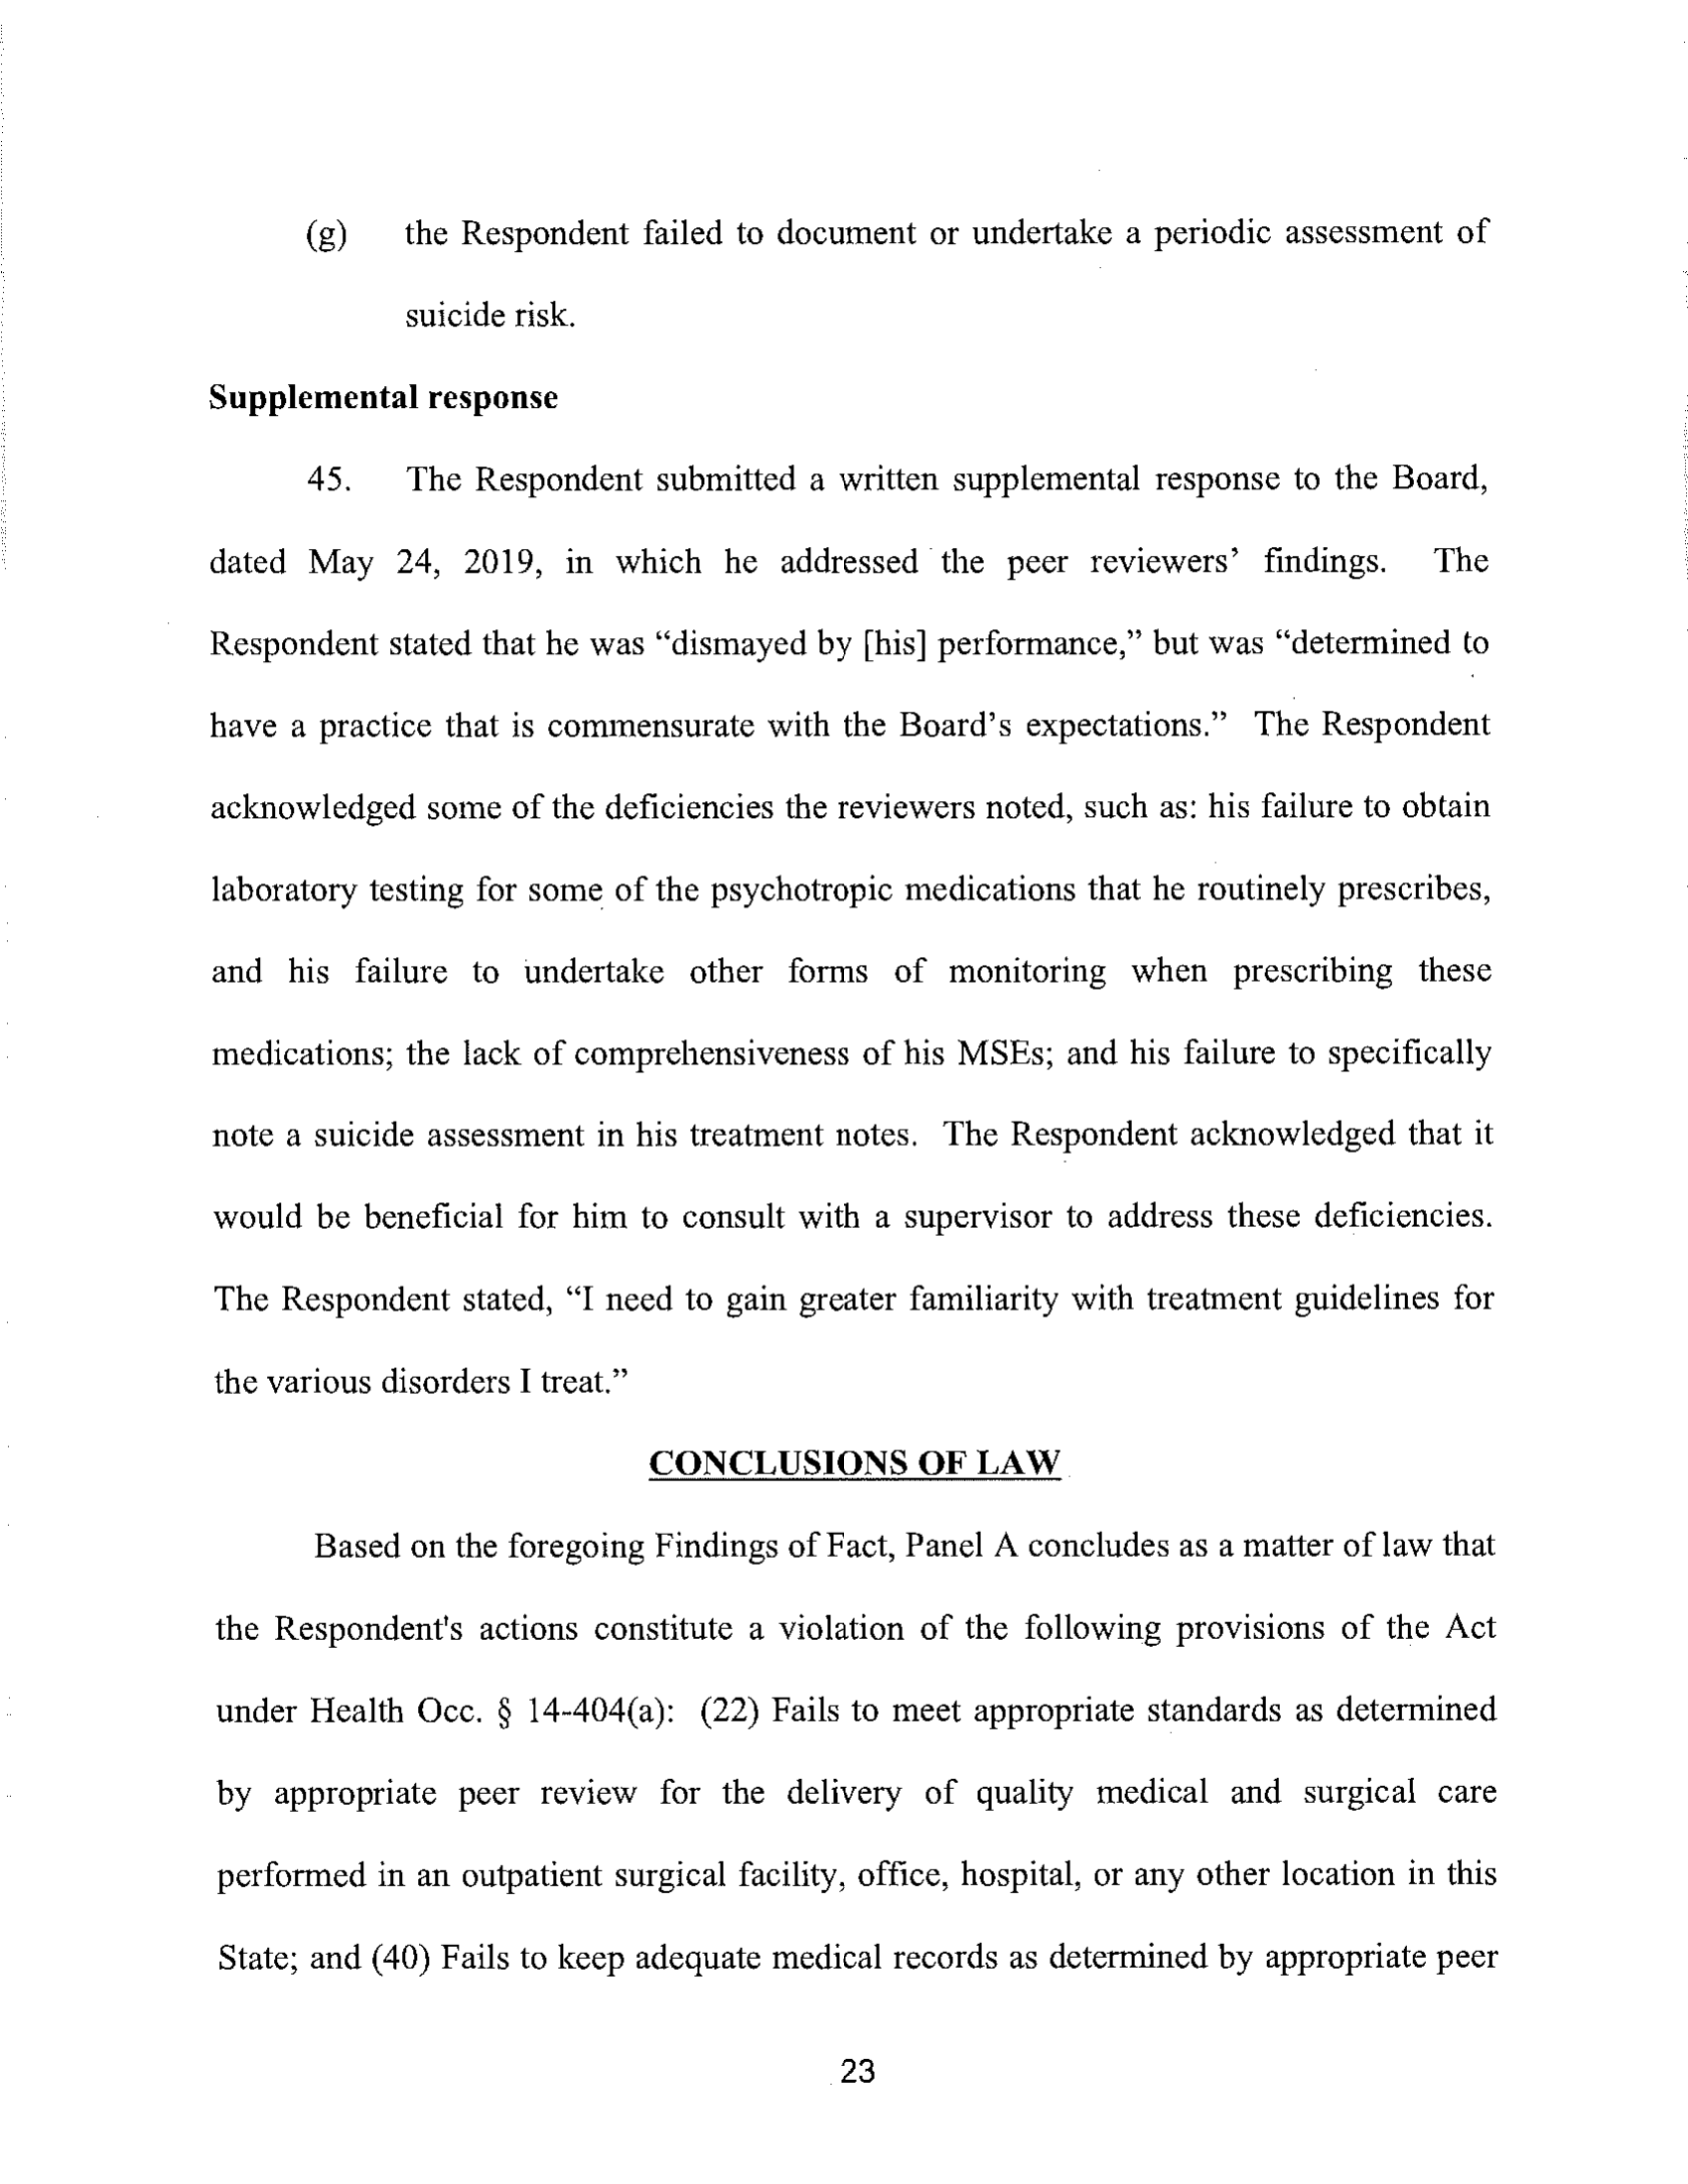 (g) the Respondent failed to document or undertake a periodic assessment of
suicide risk.
Supplemental response
45. The Respondent submitted a written supplemental response to the Board,
dated May 24, 2019, in which he addressed the peer reviewers’ findings. The
Respondent stated that he was “dismayed by [his] performance,” but was “determined to
have a practice that is commensurate with the Board’s expectations.” The Respondent
acknowledged some of the deficiencies the reviewers noted, such as: his failure to obtain
laboratory testing for some of the psychotropic medications that he routinely prescribes,
and his failure to undertake other forms of monitoring when prescribing these
medications; the lack of comprehensiveness of his MSEs; and his failure to specifically
note a suicide assessment in his treatment notes. The Respondent acknowledged that it
would be beneficial for him to consult with a supervisor to address these deficiencies.
The Respondent stated, “I need to gain greater familiarity with treatment guidelines for
the various disorders I treat.”
CONCLUSIONS OF LAW
Based on the foregoing Findings of Fact, Panel A concludes as a matter of law that
the Respondent's actions constitute a violation of the following provisions of the Act
under Health Occ. § 14-404(a): (22) Fails to meet appropriate standards as determined
by appropriate peer review for the delivery of quality medical and surgical care
performed in an outpatient surgical facility, office, hospital, or any other location in this
State; and (40) Fails to keep adequate medical records as determined by appropriate peer
23